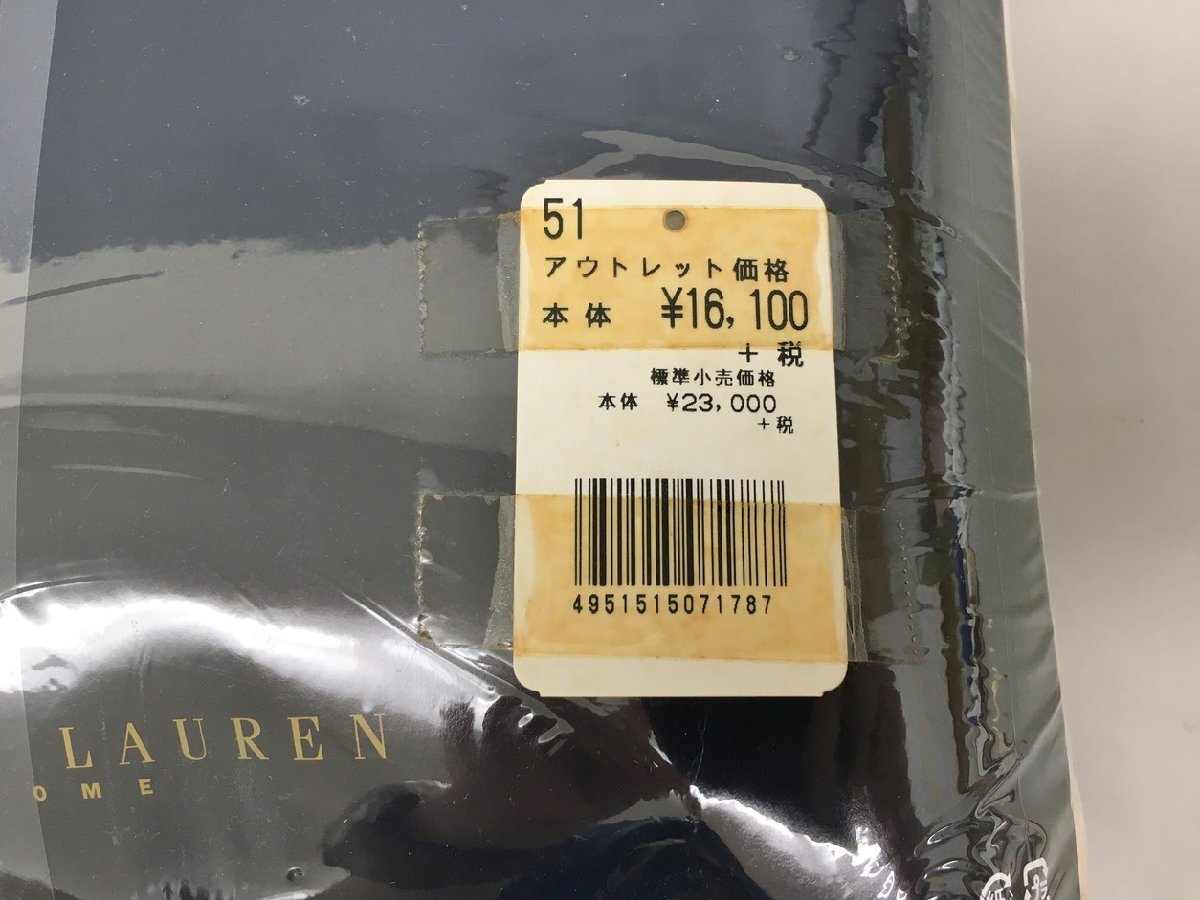 51
アウトレット価格
本体 ¥16,100
+税
標準小売価格
本体 ¥23,000
+税
4951515071787
LAUREN
OME